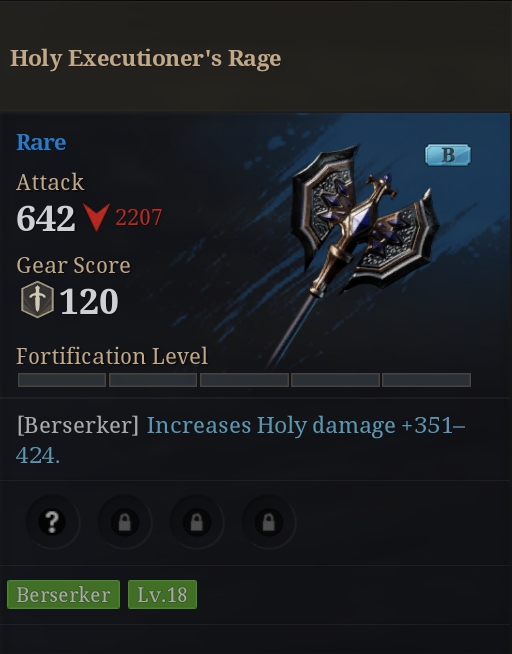 Holy Executioner's Rage
Rare
B
Attack
642 2207
Gear Score
120
Fortification Level
[Berserker] Increases Holy damage +351–
424.
?
Berserker Lv.18